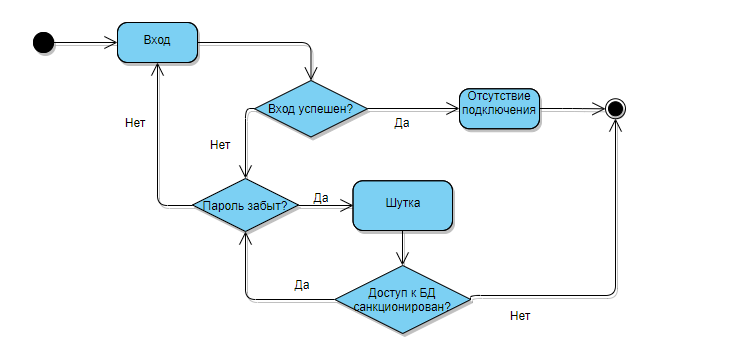 Вход
Вход успешен?
Да
Отсутствие
подключения
Нет
Нет
Пароль забыт?
Да
Шутка
Да
Доступ к БД
санкционирован?
Нет